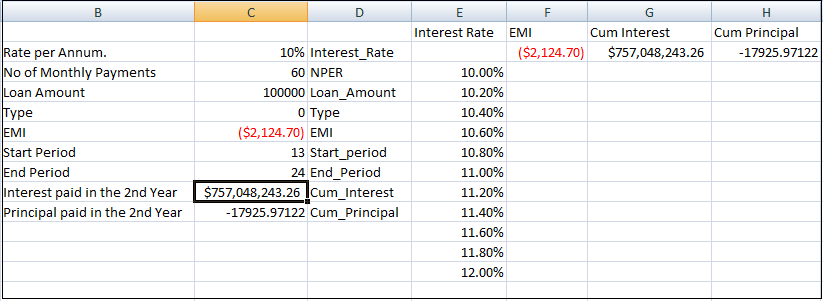 B C D E F G H
Interest Rate EMI Cum Interest Cum Principal
Rate per Annum. 10% Interest_Rate ($2,124.70) $757,048,243.26 -17925.97122
No of Monthly Payments 60 NPER 10.00%
Loan Amount 100000 Loan_Amount 10.20%
Type 0 Type 10.40%
EMI ($2,124.70) EMI 10.60%
Start Period 13 Start_period 10.80%
End Period 24 End_Period 11.00%
Interest paid in the 2nd Year $757,048,243.26 Cum_Interest 11.20%
Principal paid in the 2nd Year -17925.97122 Cum_Principal 11.40%
11.60%
11.80%
12.00%